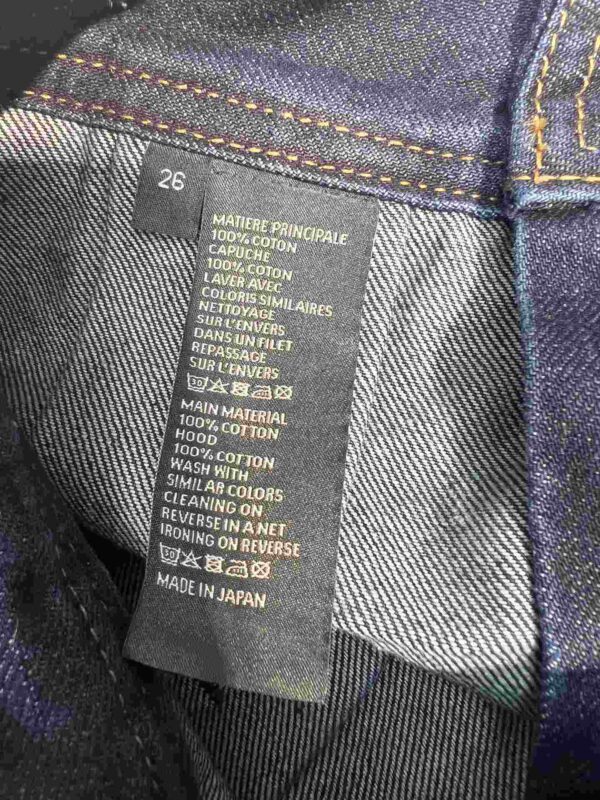 26
MATIERE PRINCIPALE
100% COTON
CAPUCHE
100% COTON
LAVER AVEC
COLORIS SIMILAIRES
NETTOYAGE
SUR L'ENVERS
DANS UN FILET
REPASSAGE
SUR L'ENVERS
30
MAIN MATERIAL
100% COTTON
HOOD
100% COTTON
WASH WITH
SIMILAR COLORS
CLEANING ON
REVERSE IN A NET
IRONING ON REVERSE
30
MADE IN JAPAN